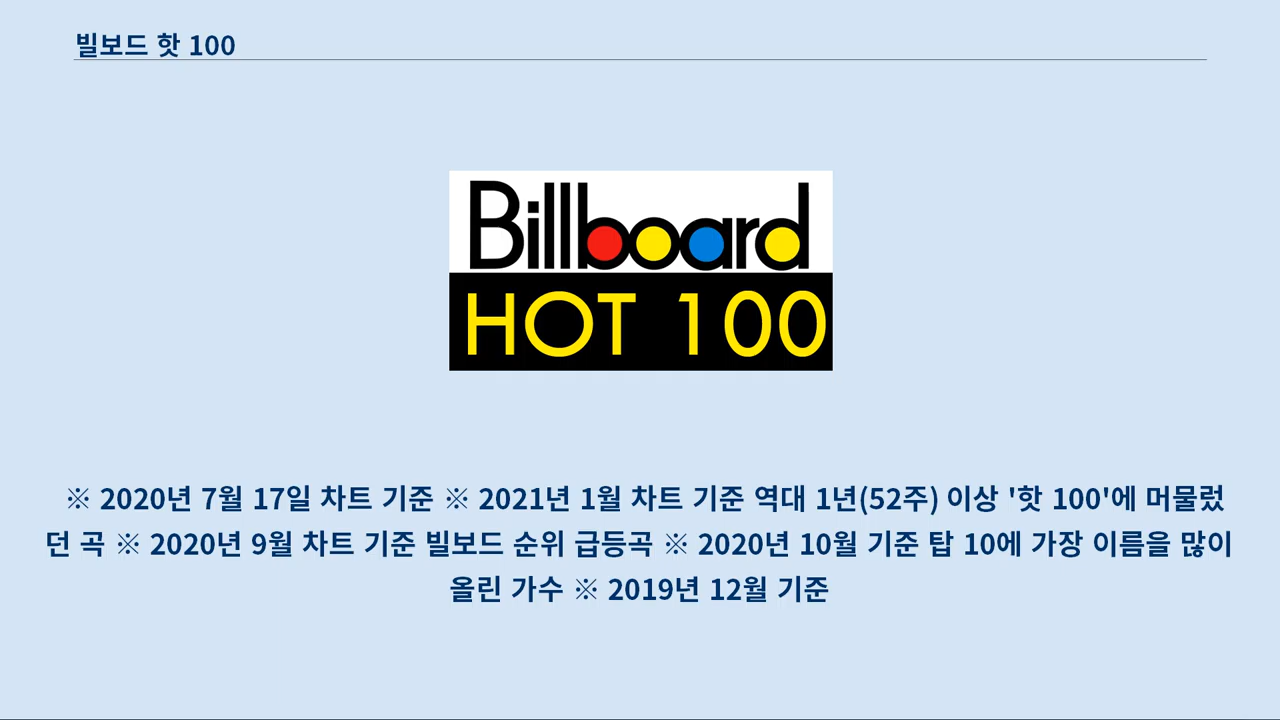 빌보드 핫 100
Billboard
HOT 100
※ 2020년 7월 17일 차트 기준 ※ 2021년 1월 차트 기준 역대 1년(52주) 이상 '핫 100'에 머물렀
던 곡 ※ 2020년 9월 차트 기준 빌보드 순위 급등곡 ※ 2020년 10월 기준 탑 10에 가장 이름을 많이
올린 가수 ※ 2019년 12월 기준